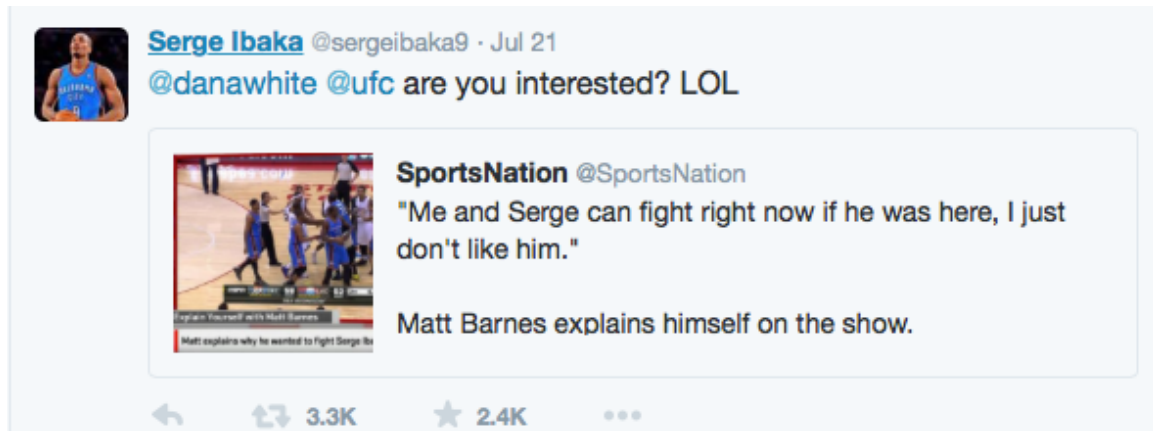 Serge Ibaka @sergeibaka9 · Jul 21
@danawhite @ufc are you interested? LOL
SportsNation @SportsNation
"Me and Serge can fight right now if he was here, I just
don't like him."
Matt Barnes explains himself on the show.
Explain Yourself with Matt Barnes
Matt explains why he wanted to fight Serge Iba
3.3K 2.4K